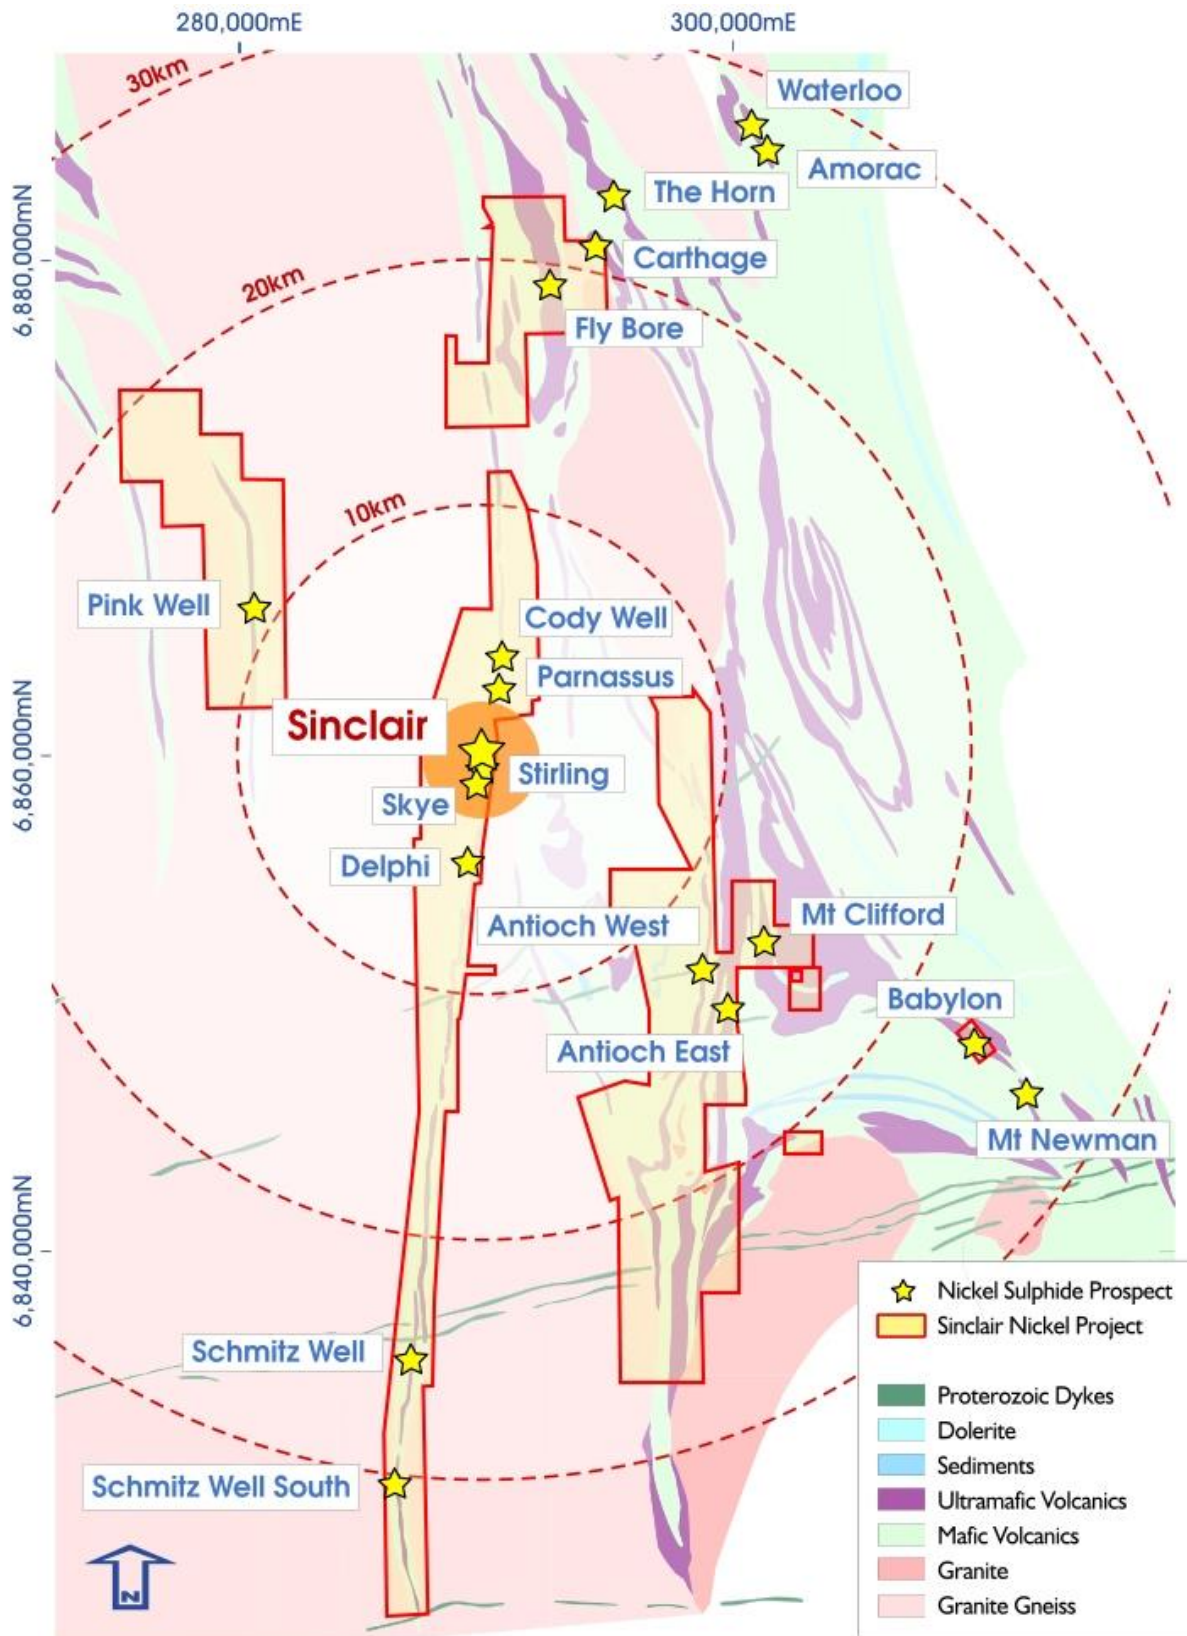 280,000mE
300,000mE
30km
Waterloo
Amorac
The Horn
6,880,000mN
Carthage
20km
Fly Bore
10km
Pink Well
Cody Well
Parnassus
Sinclair
6,860,000mN
Stirling
Skye
Delphi
Antioch West
Mt Clifford
Babylon
Antioch East
Mt Newman
6,840,000mN
Nickel Sulphide Prospect
Sinclair Nickel Project
Schmitz Well
Proterozoic Dykes
Dolerite
Sediments
Schmitz Well South
Ultramafic Volcanics
Mafic Volcanics
Granite
Granite Gneiss
N